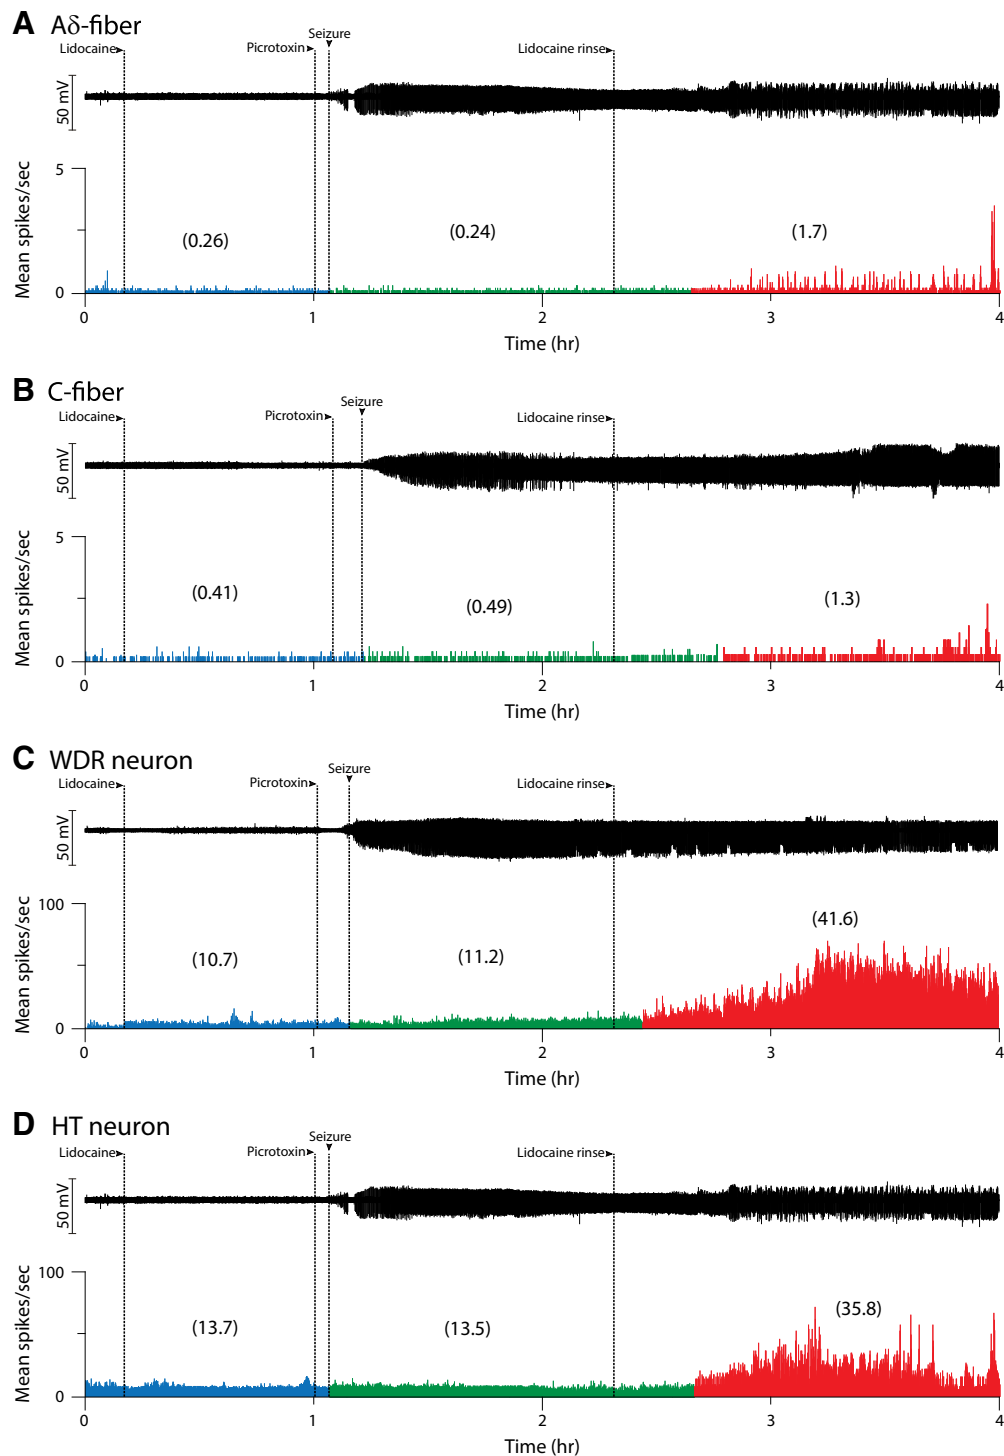 A Aδ-fiber
Seizure
Lidocaine
Picrotoxin
Lidocaine rinse
50 mV
Mean spikes/sec
5
0
(0.26)
(0.24)
(1.7)
0 1 2 3 4
Time (hr)
B C-fiber
Seizure
Lidocaine
Picrotoxin
Lidocaine rinse
50 mV
Mean spikes/sec
5
0
(0.41)
(0.49)
(1.3)
0 1 2 3 4
Time (hr)
C WDR neuron
Seizure
Lidocaine
Picrotoxin
Lidocaine rinse
50 mV
Mean spikes/sec
100
0
(10.7)
(11.2)
(41.6)
0 1 2 3 4
Time (hr)
D HT neuron
Seizure
Lidocaine
Picrotoxin
Lidocaine rinse
50 mV
Mean spikes/sec
100
0
(13.7)
(13.5)
(35.8)
0 1 2 3 4
Time (hr)